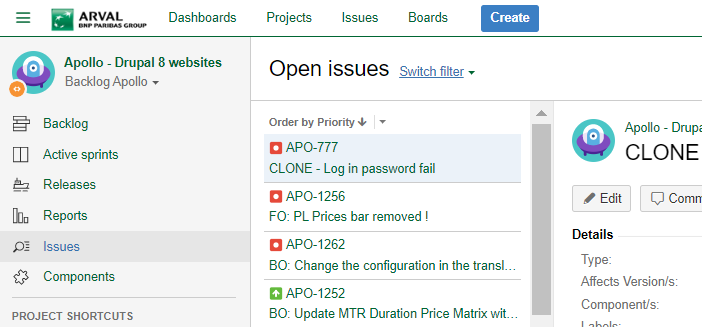 ARVAL
BNP PARIBAS GROUP
Dashboards
Projects
Issues
Boards
Create
Apollo - Drupal 8 websites
Backlog Apollo
Backlog
Active sprints
Releases
Reports
Issues
Components
PROJECT SHORTCUTS
Open issues Switch filter
Order by Priority
APO-777
CLONE - Log in password fail
APO-1256
FO: PL Prices bar removed !
APO-1262
BO: Change the configuration in the transl...
APO-1252
BO: Update MTR Duration Price Matrix wit...
Apollo - Drupa
CLONE
Edit
Comm
Details
Type:
Affects Version/s:
Component/s:
Labels: